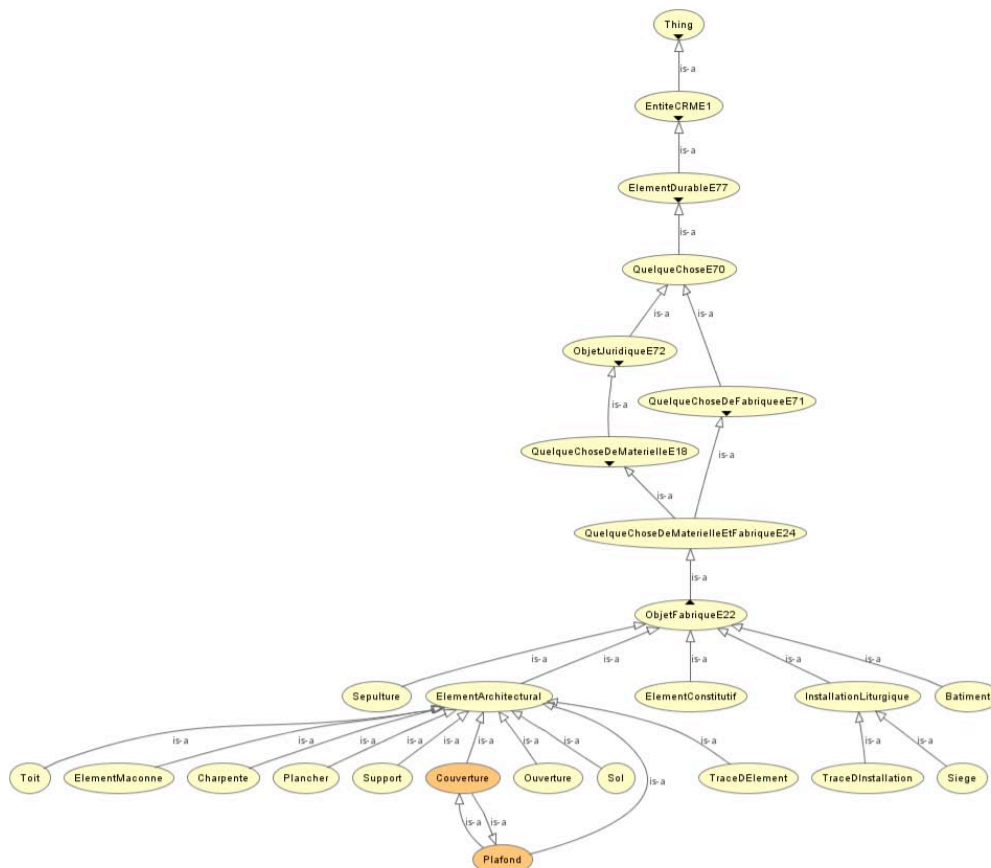 Thing
is-a
EntiteCRME1
is-a
ElementDurableE77
is-a
QuelqueChoseE70
is-a
is-a
ObjetJuridiqueE72
QuelqueChoseDeFabriqueeE71
is-a
QuelqueChoseDeMaterielleE18
is-a
is-a
QuelqueChoseDeMaterielleEtFabriqueE24
is-a
ObjetFabriqueE22
is-a is-a is-a is-a is-a
Sepulture ElementArchitectural ElementConstitutif InstallationLiturgique Batiment
is-a is-a is-a is-a is-a is-a is-a is-a is-a is-a is-a
Toit ElementMaconne Charpente Plancher Support Couverture Ouverture Sol TraceDElement TraceDInstallation Siege
is-a
is-a is-a
Plafond